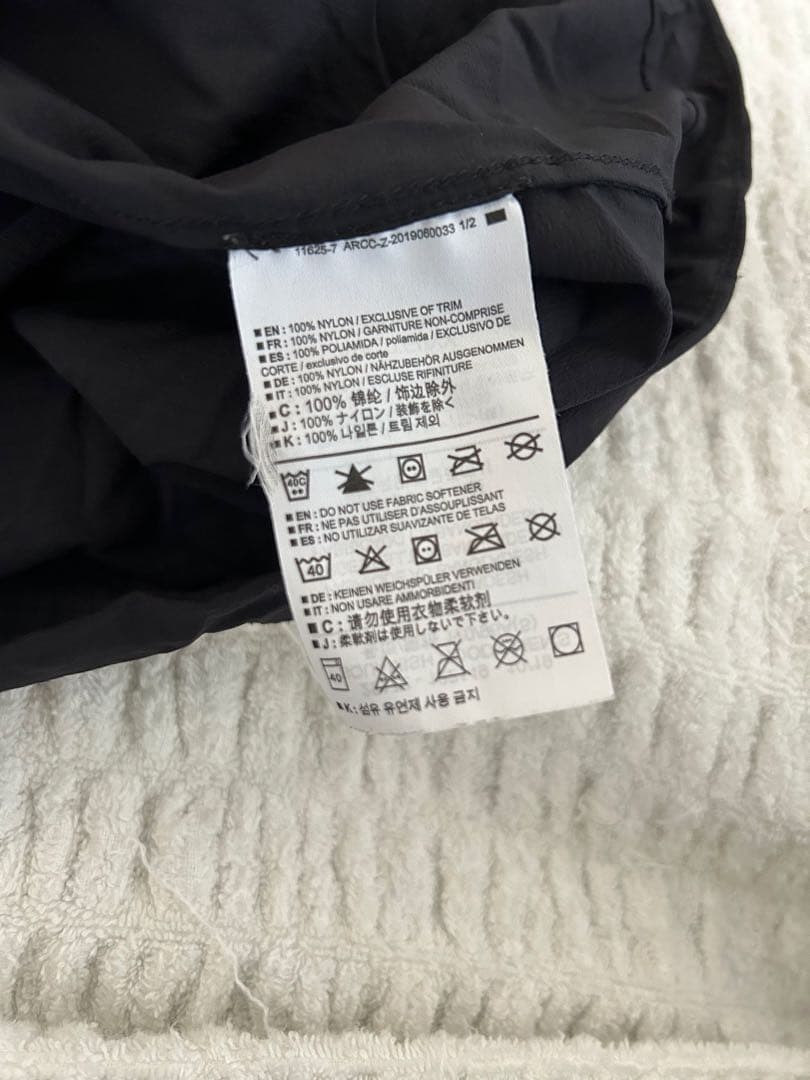 11625-7 ARCC-Z-2019060033 1/2
EN : 100% NYLON / EXCLUSIVE OF TRIM
FR : 100% NYLON / GARNITURE NON-COMPRISE
ES : 100% POLIAMIDA / poliamida / EXCLUSIVO DE
CORTE / exclusivo de corte
DE : 100% NYLON / NÄHZUBEHÖR AUSGENOMMEN
IT : 100% NYLON / ESCLUSE RIFINITURE
C : 100% 锦纶 / 饰边除外
J : 100% ナイロン / 装飾を除く
K : 100% 나일론 / 트림 제외
40C
EN : DO NOT USE FABRIC SOFTENER
FR : NE PAS UTILISER D'ASSOUPLISSANT
ES : NO UTILIZAR SUAVIZANTE DE TELAS
40
DE : KEINEN WEICHSPÜLER VERWENDEN
IT : NON USARE AMMORBIDENTI
C : 请勿使用衣物柔软剂
J : 柔軟剤は使用しないで下さい。
40
K : 섬유 유연제 사용 금지